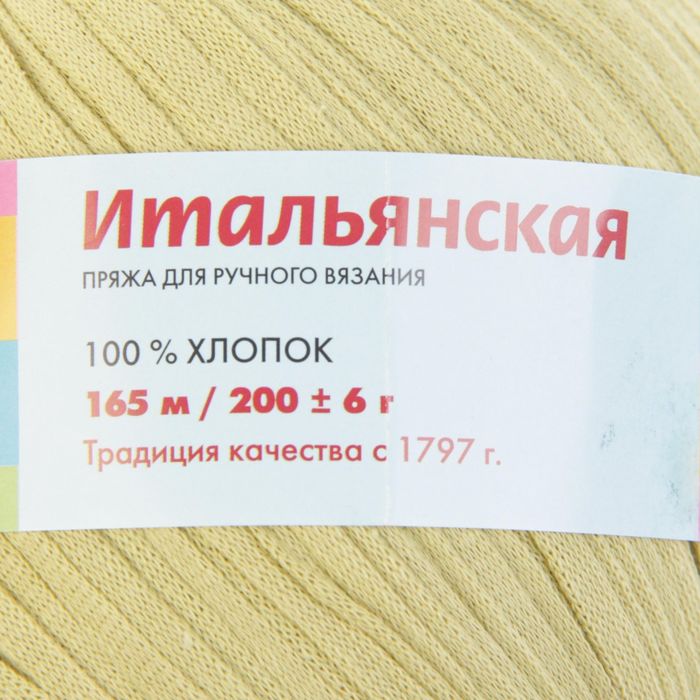 Итальянская
ПРЯЖА ДЛЯ РУЧНОГО ВЯЗАНИЯ
100 % ХЛОПОК
165 м / 200 ± 6 г
Традиция качества с 1797 г.